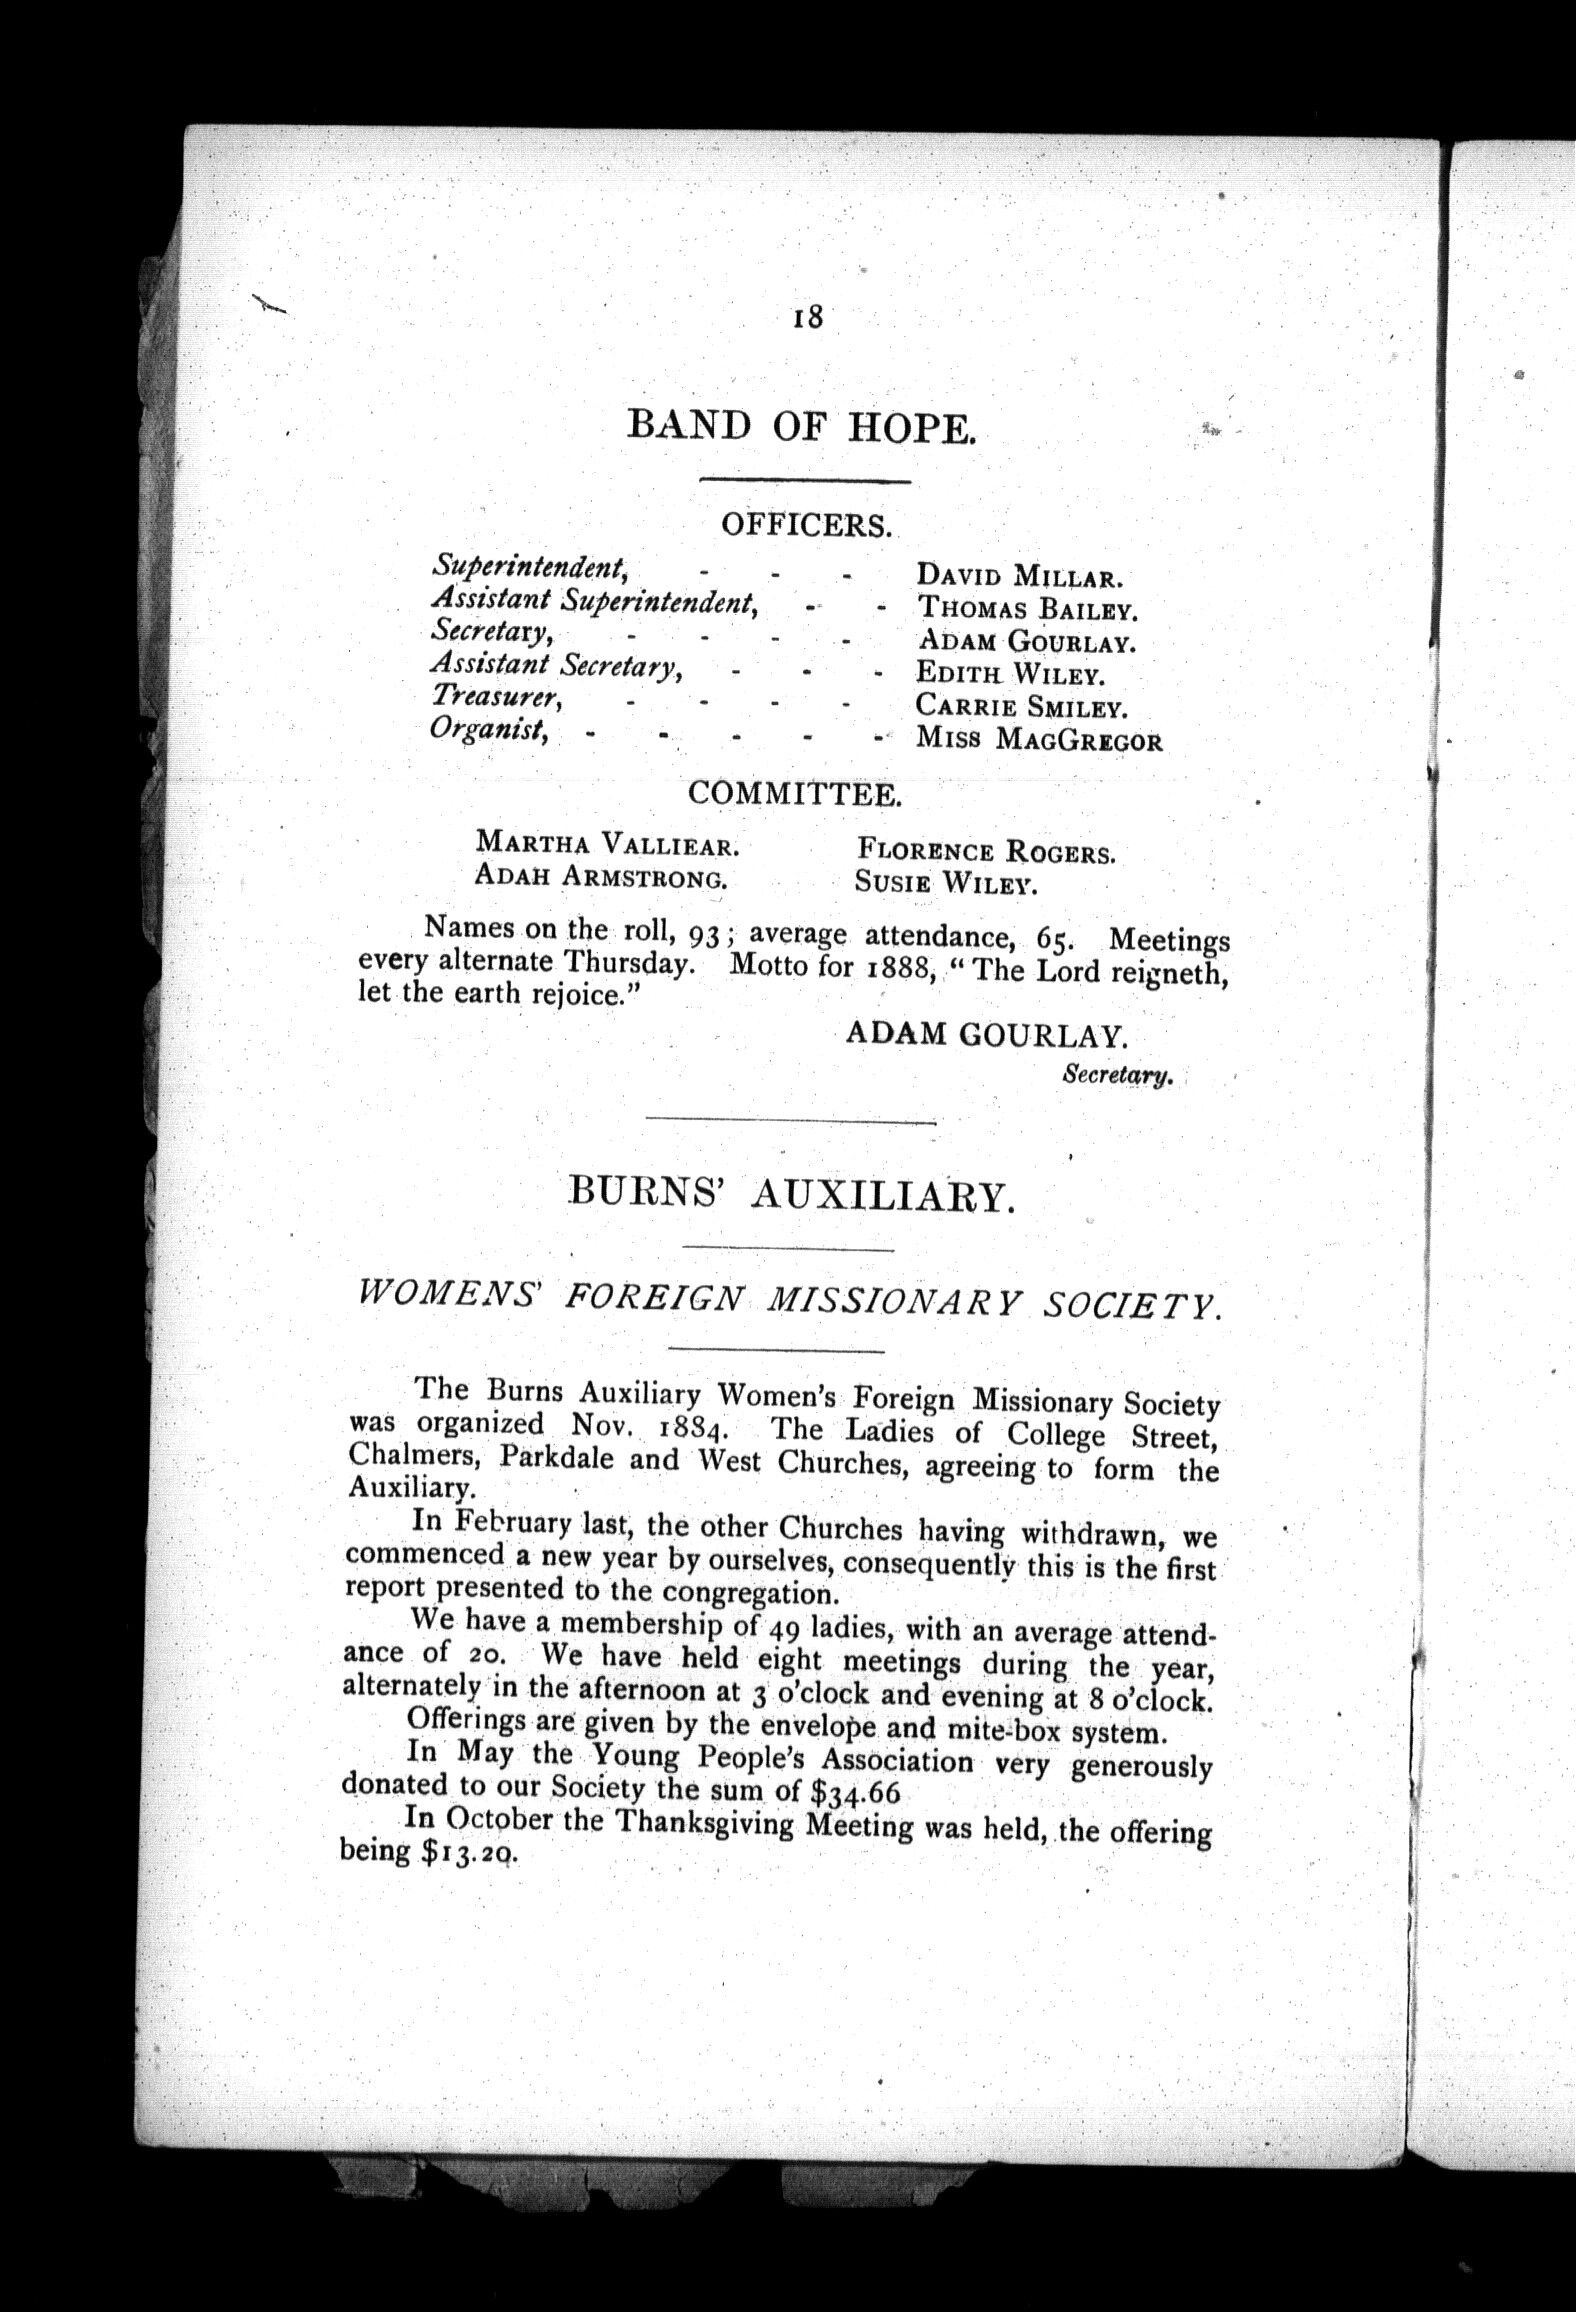 18
BAND OF HOPE.
OFFICERS.
Superintendent, - - - DAVID MILLAR.
Assistant Superintendent, - - THOMAS BAILEY.
Secretary, - - - - ADAM GOURLAY.
Assistant Secretary, - - - EDITH WILEY.
Treasurer, - - - - CARRIE SMILEY.
Organist, - - - - - MISS MAGGREGOR
COMMITTEE.
MARTHA VALLIEAR. FLORENCE ROGERS.
ADAH ARMSTRONG. SUSIE WILEY.
Names on the roll, 93; average attendance, 65. Meetings
every alternate Thursday. Motto for 1888, “The Lord reigneth,
let the earth rejoice.”
ADAM GOURLAY.
Secretary.
BURNS’ AUXILIARY.
WOMENS’ FOREIGN MISSIONARY SOCIETY.
The Burns Auxiliary Women’s Foreign Missionary Society
was organized Nov. 1884. The Ladies of College Street,
Chalmers, Parkdale and West Churches, agreeing to form the
Auxiliary.
In February last, the other Churches having withdrawn, we
commenced a new year by ourselves, consequently this is the first
report presented to the congregation.
We have a membership of 49 ladies, with an average attend-
ance of 20. We have held eight meetings during the year,
alternately in the afternoon at 3 o’clock and evening at 8 o’clock.
Offerings are given by the envelope and mite-box system.
In May the Young People’s Association very generously
donated to our Society the sum of $34.66
In October the Thanksgiving Meeting was held, the offering
being $13.20.